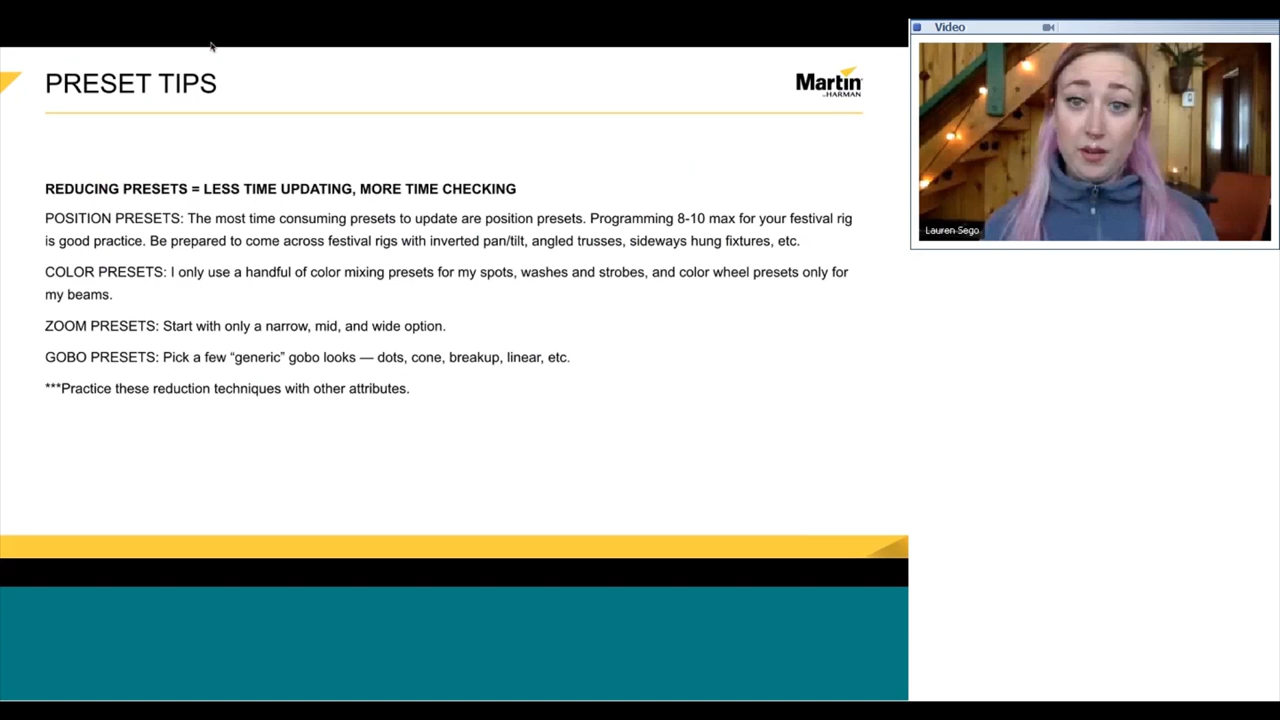 PRESET TIPS
Martin
by HARMAN
REDUCING PRESETS = LESS TIME UPDATING, MORE TIME CHECKING
POSITION PRESETS: The most time consuming presets to update are position presets. Programming 8-10 max for your festival rig
is good practice. Be prepared to come across festival rigs with inverted pan/tilt, angled trusses, sideways hung fixtures, etc.
COLOR PRESETS: I only use a handful of color mixing presets for my spots, washes and strobes, and color wheel presets only for
my beams.
ZOOM PRESETS: Start with only a narrow, mid, and wide option.
GOBO PRESETS: Pick a few “generic” gobo looks — dots, cone, breakup, linear, etc.
***Practice these reduction techniques with other attributes.
Video
Lauren Sego